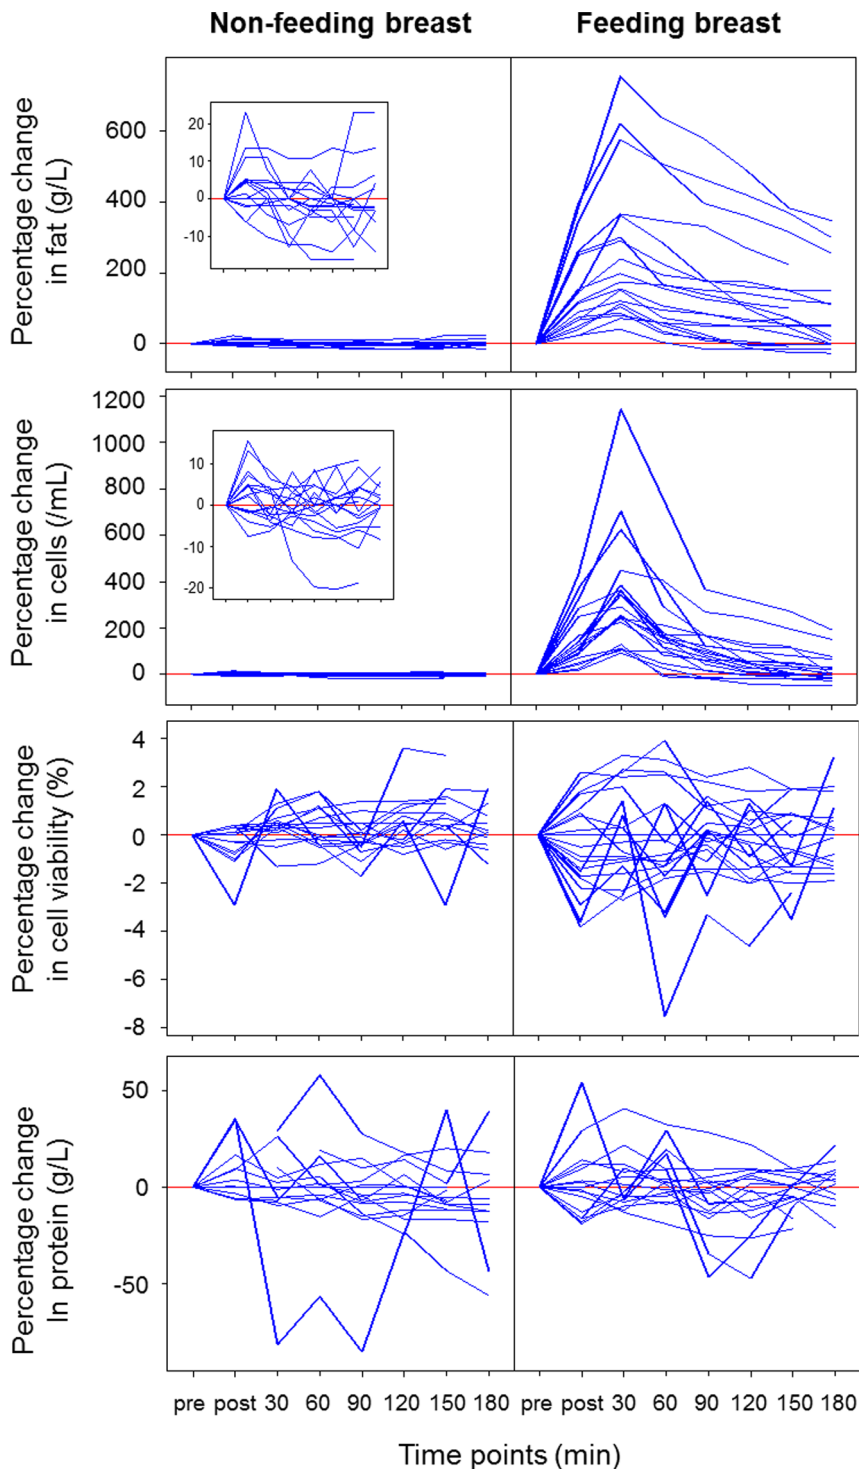 Non-feeding breast
Feeding breast
Percentage change
in fat (g/L)
600
400
200
0
20
10
0
-10
Percentage change
in cells (/mL)
1200
1000
800
600
400
200
0
10
0
-10
-20
Percentage change
in cell viability (%)
4
2
0
-2
-4
-6
-8
Percentage change
In protein (g/L)
50
0
-50
pre post 30 60 90 120 150 180 pre post 30 60 90 120 150 180
Time points (min)